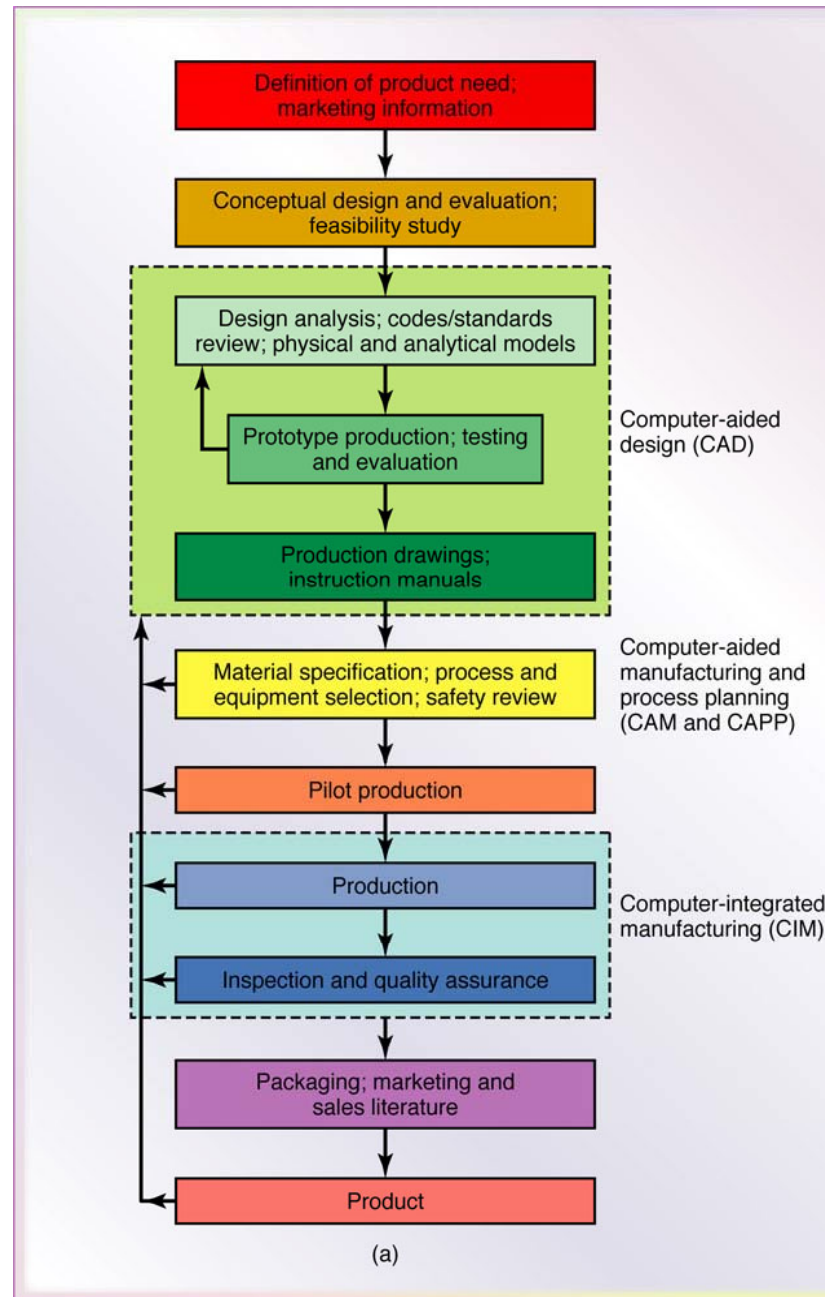 Definition of product need;
marketing information
Conceptual design and evaluation;
feasibility study
Design analysis; codes/standards
review; physical and analytical models
Prototype production; testing
and evaluation
Computer-aided
design (CAD)
Production drawings;
instruction manuals
Material specification; process and
equipment selection; safety review
Computer-aided
manufacturing and
process planning
(CAM and CAPP)
Pilot production
Production
Computer-integrated
manufacturing (CIM)
Inspection and quality assurance
Packaging; marketing and
sales literature
Product
(a)